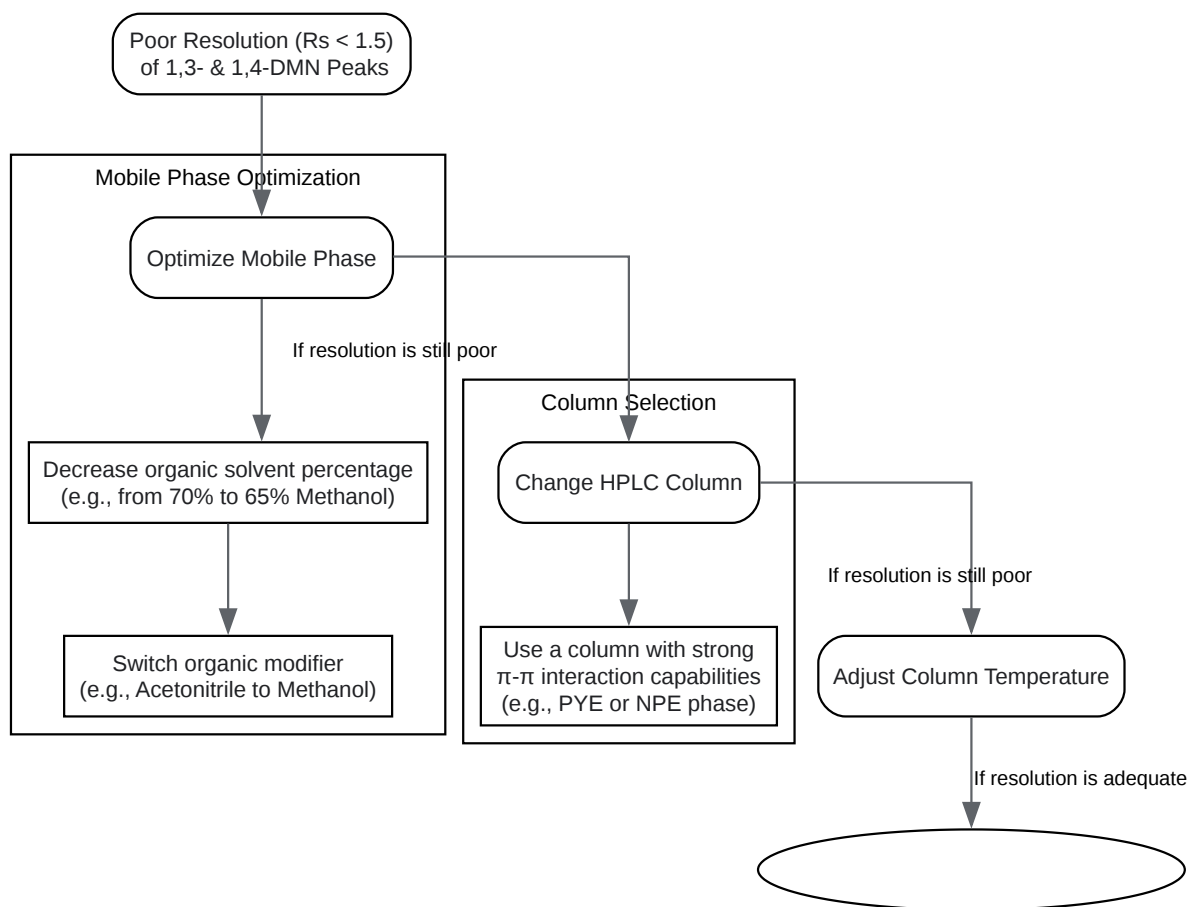 Poor Resolution (Rs < 1.5)
of 1,3- & 1,4-DMN Peaks
Mobile Phase Optimization
Optimize Mobile Phase
If resolution is still poor
Decrease organic solvent percentage
(e.g., from 70% to 65% Methanol)
Switch organic modifier
(e.g., Acetonitrile to Methanol)
Column Selection
Change HPLC Column
If resolution is still poor
Use a column with strong
π-π interaction capabilities
(e.g., PYE or NPE phase)
Adjust Column Temperature
If resolution is adequate